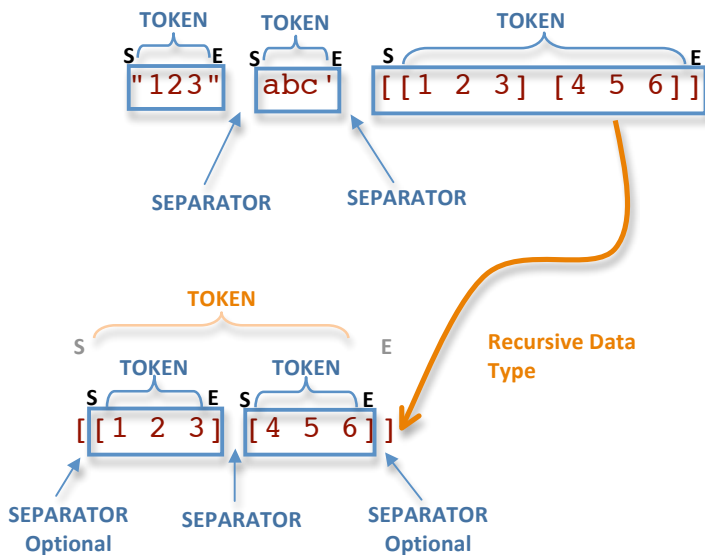 TOKEN TOKEN TOKEN
S E S E S E
"123" abc' [[1 2 3] [4 5 6]]
SEPARATOR SEPARATOR
TOKEN
S E
Recursive Data
Type
TOKEN TOKEN
S E S E
[[1 2 3] [4 5 6]]
SEPARATOR SEPARATOR SEPARATOR
Optional Optional